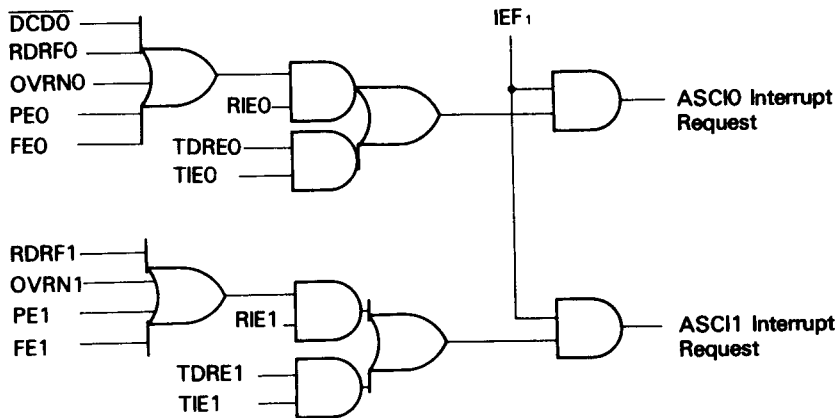 IEF₁
D̅C̅D̅0̅
RDRF0
OVRN0
PE0
FE0
RIE0
TDRE0
TIE0
ASCI0 Interrupt
Request
RDRF1
OVRN1
PE1
FE1
RIE1
TDRE1
TIE1
ASCI1 Interrupt
Request